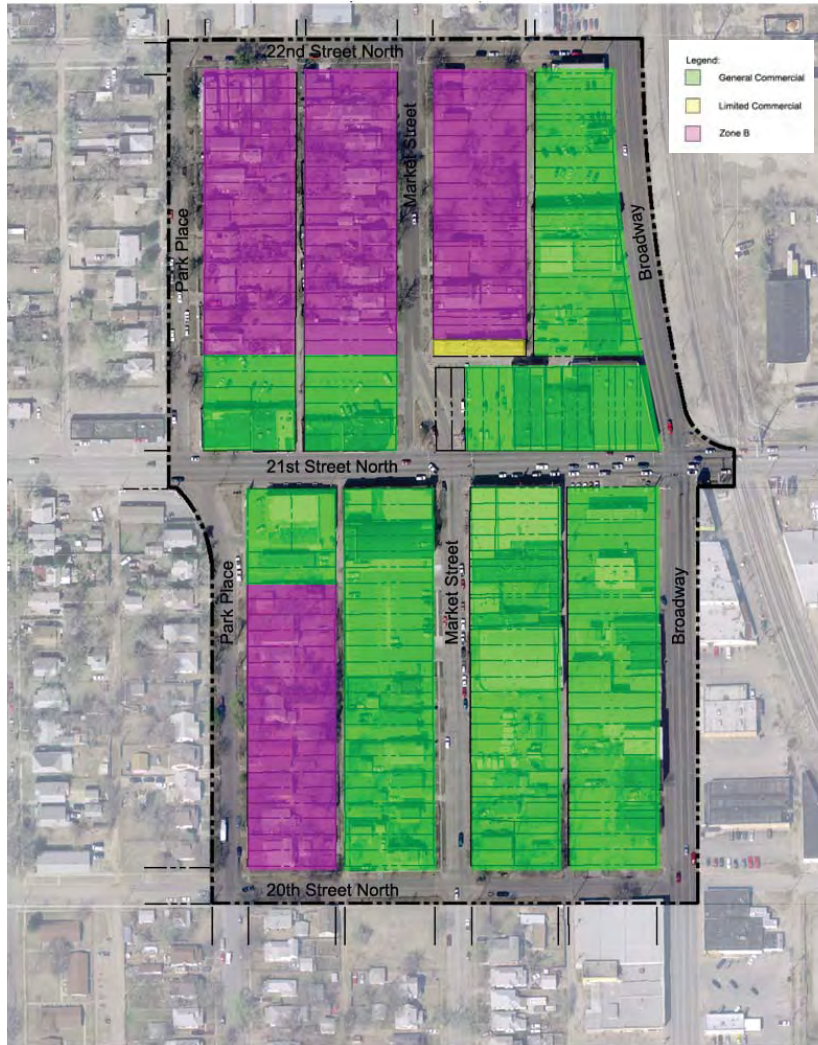 22nd Street North
Legend:
General Commercial
Limited Commercial
Zone B
Market Street
Park Place
Broadway
21st Street North
Park Place
Market Street
Broadway
20th Street North